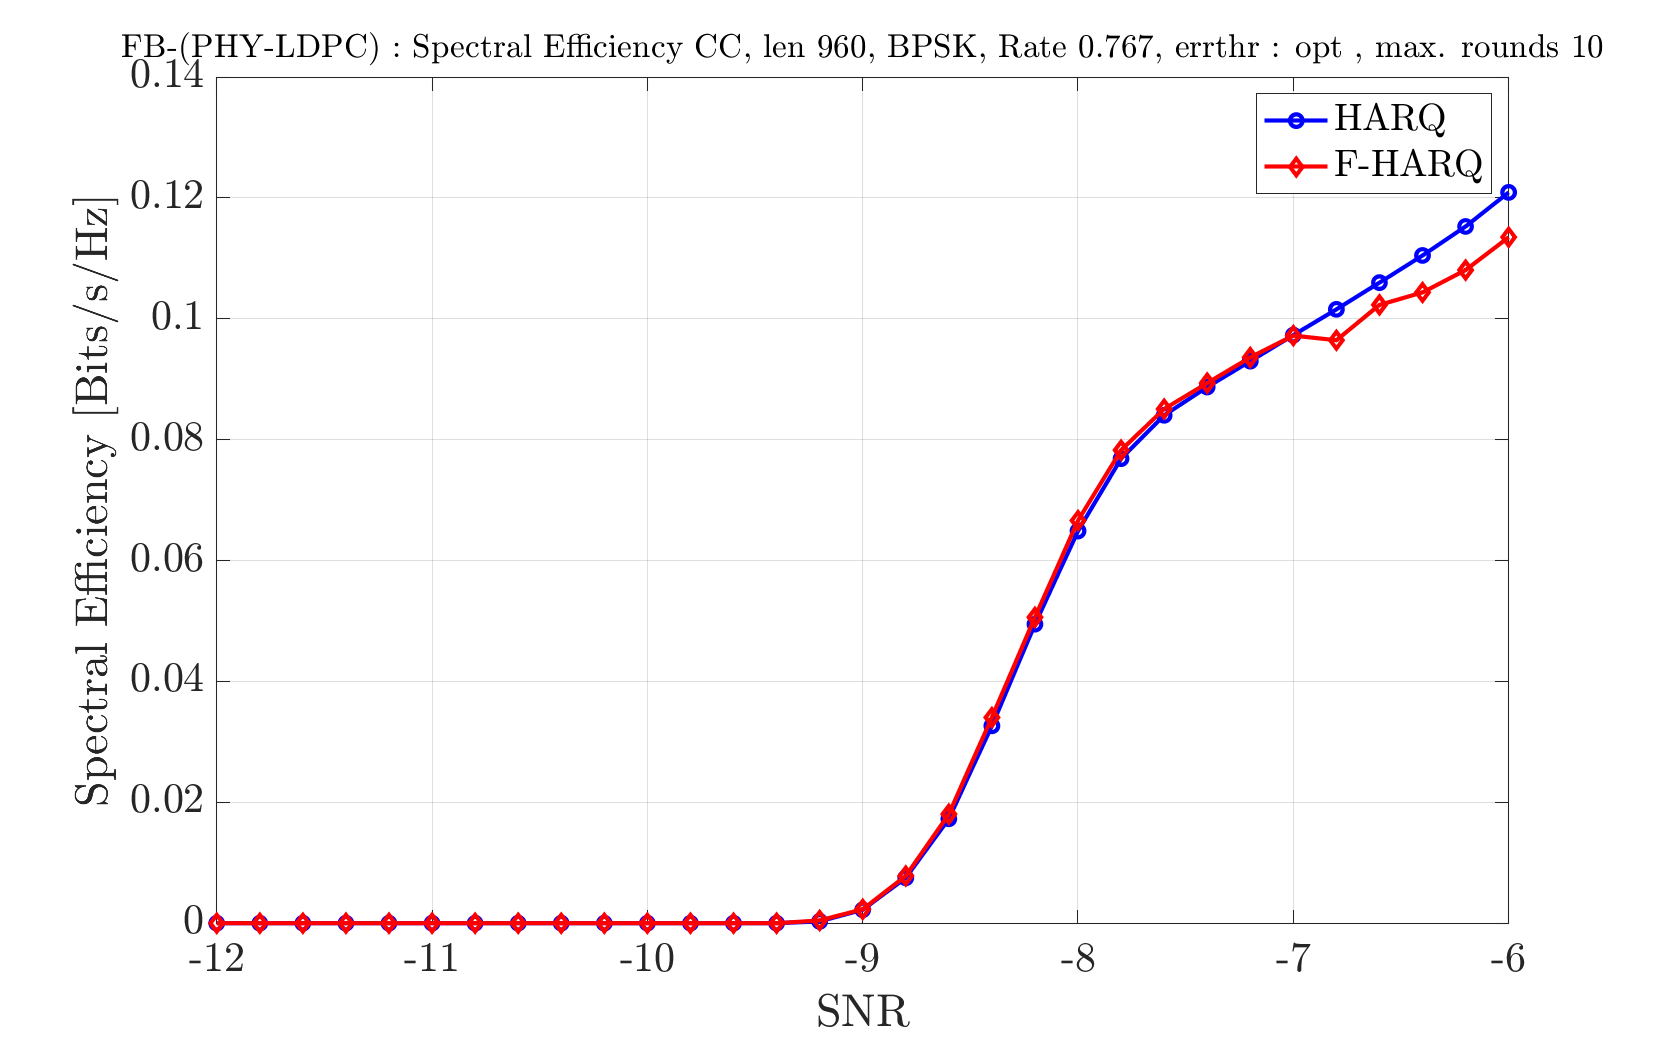 FB-(PHY-LDPC) : Spectral Efficiency CC, len 960, BPSK, Rate 0.767, errthr : opt , max. rounds 10
0.14
0.12
0.1
0.08
0.06
0.04
0.02
0
Spectral Efficiency [Bits/s/Hz]
HARQ
F-HARQ
-12 -11 -10 -9 -8 -7 -6
SNR